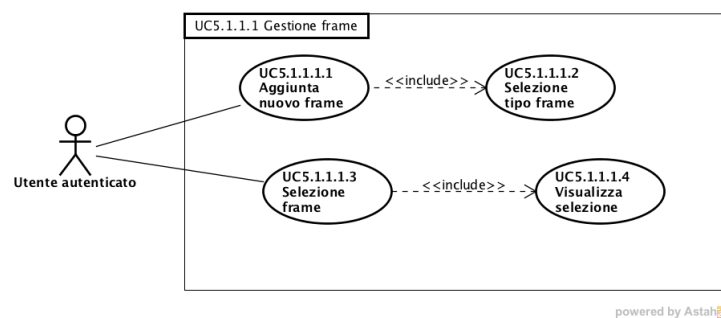 UC5.1.1.1 Gestione frame
UC5.1.1.1.1
Aggiunta
nuovo frame
<<include>>
UC5.1.1.1.2
Selezione
tipo frame
Utente autenticato
UC5.1.1.1.3
Selezione
frame
<<include>>
UC5.1.1.1.4
Visualizza
selezione
powered by Astah